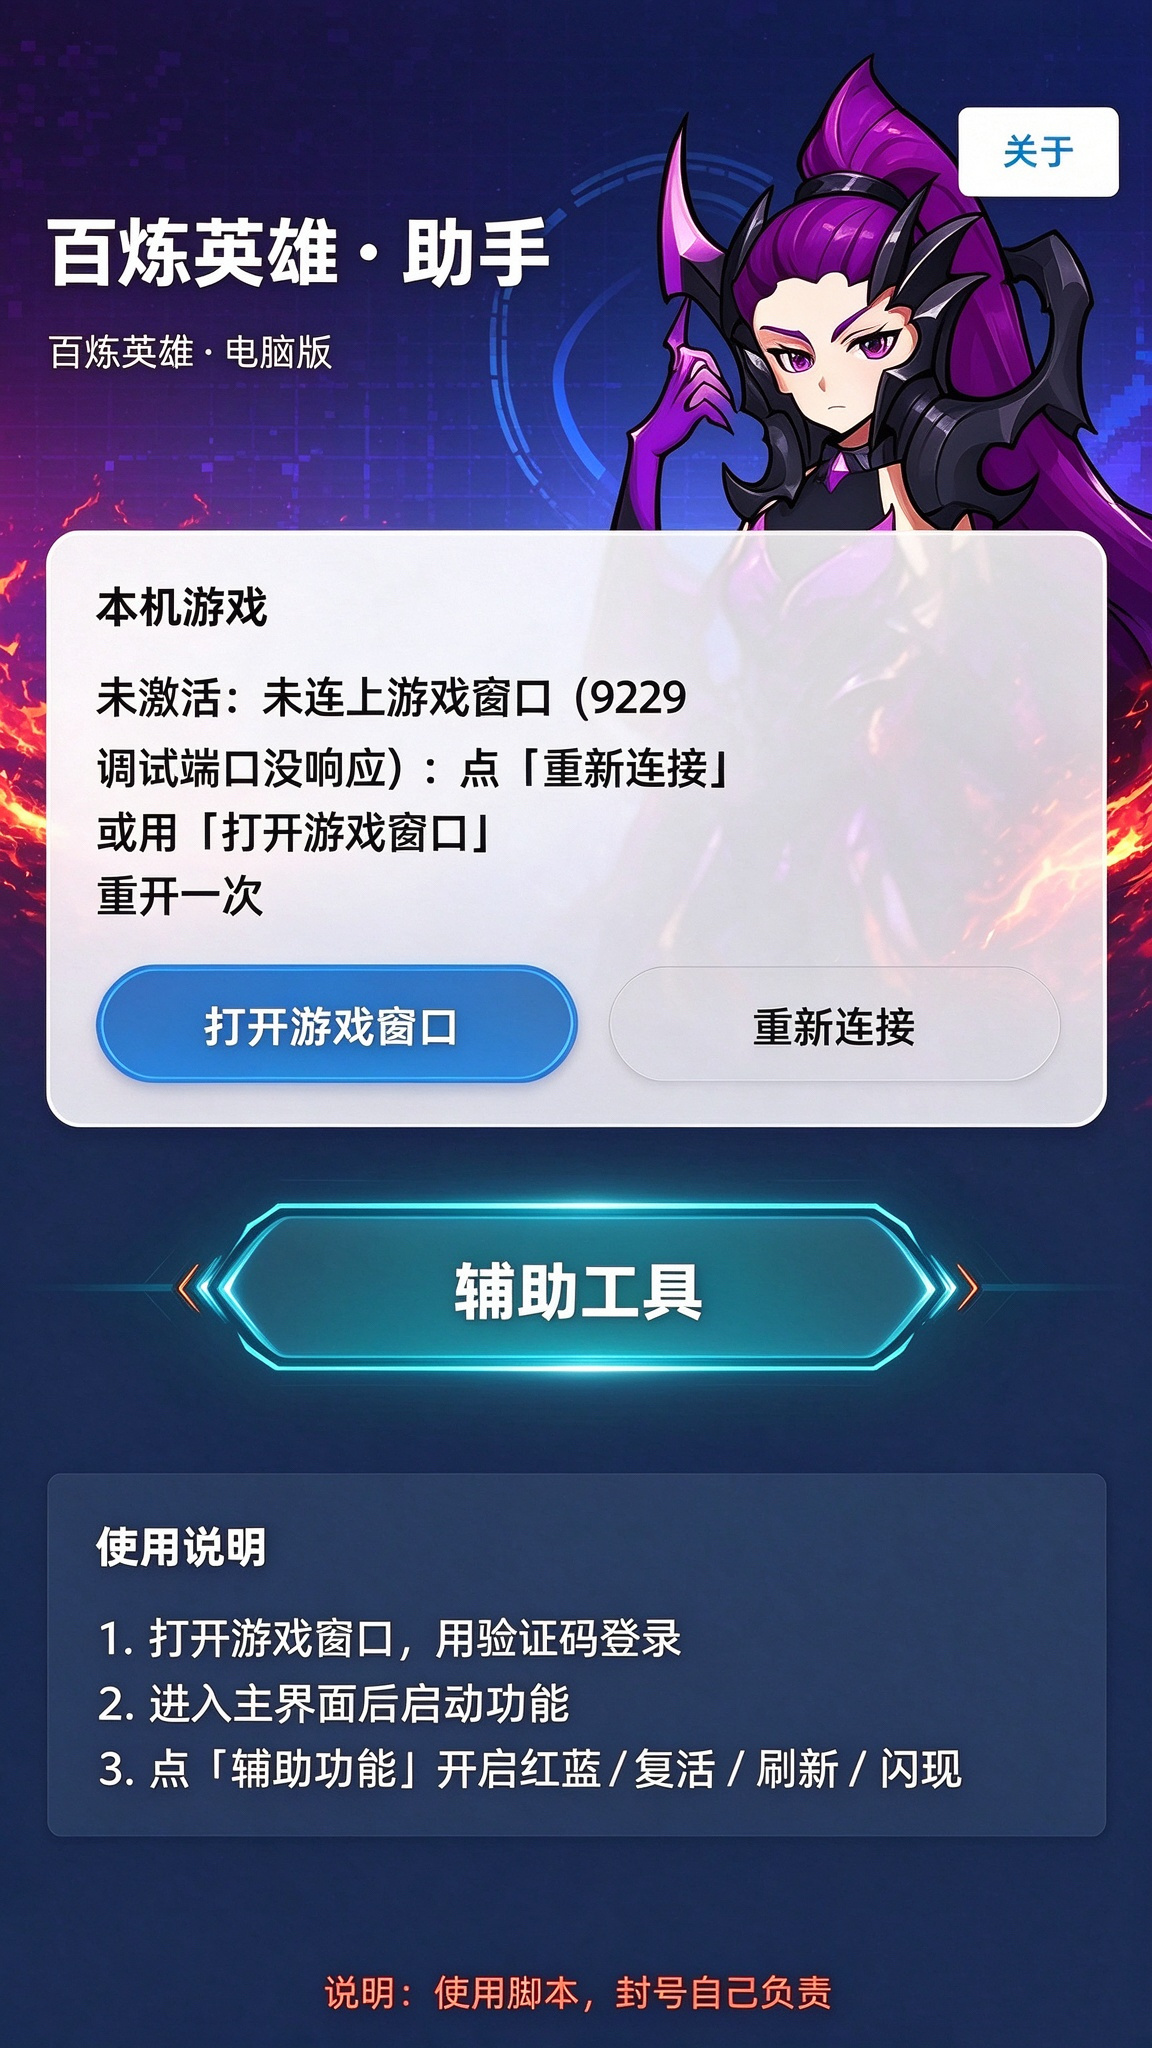 关于
百炼英雄·助手
百炼英雄·电脑版
本机游戏
未激活：未连上游戏窗口（9229
调试端口没响应）：点「重新连接」
或用「打开游戏窗口」
重开一次
打开游戏窗口
重新连接
辅助工具
使用说明
1. 打开游戏窗口，用验证码登录
2. 进入主界面后启动功能
3. 点「辅助功能」开启红蓝 / 复活 / 刷新 / 闪现
说明：使用脚本，封号自己负责